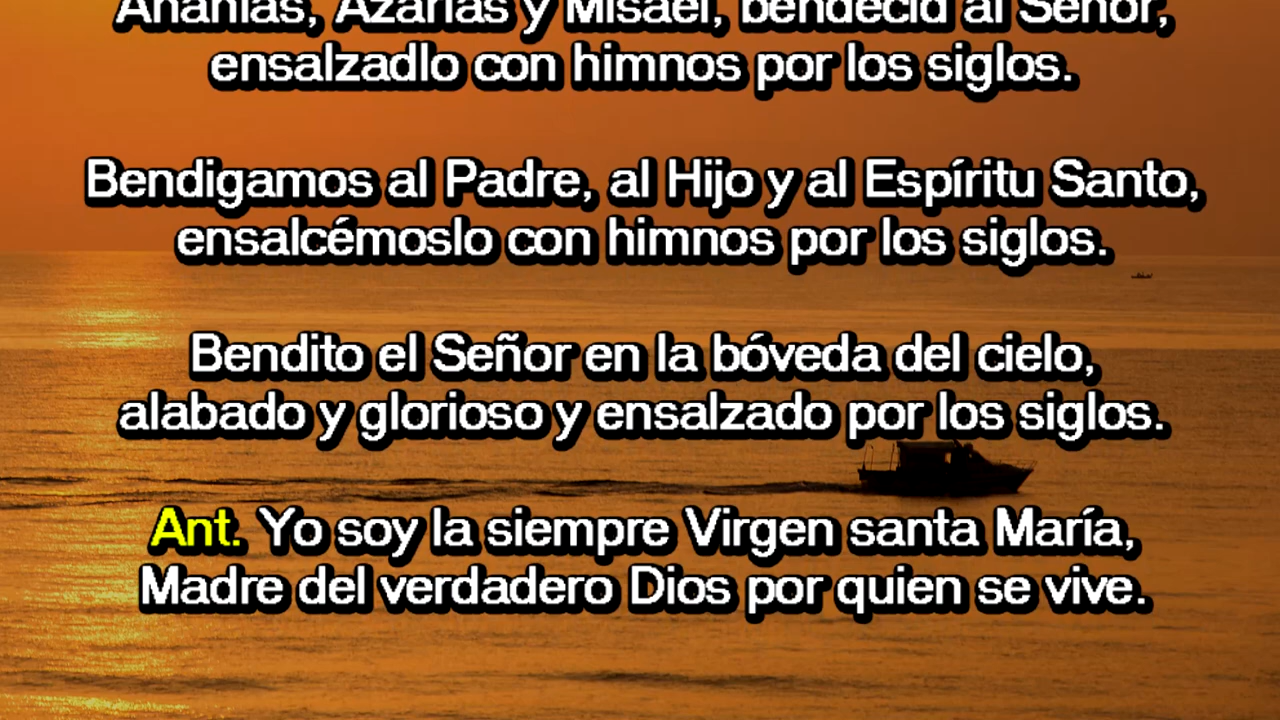 Ananías, Azarías y Misael, bendecid al Señor,
ensalzadlo con himnos por los siglos.
Bendigamos al Padre, al Hijo y al Espíritu Santo,
ensalcémoslo con himnos por los siglos.
Bendito el Señor en la bóveda del cielo,
alabado y glorioso y ensalzado por los siglos.
Ant. Yo soy la siempre Virgen santa María,
Madre del verdadero Dios por quien se vive.